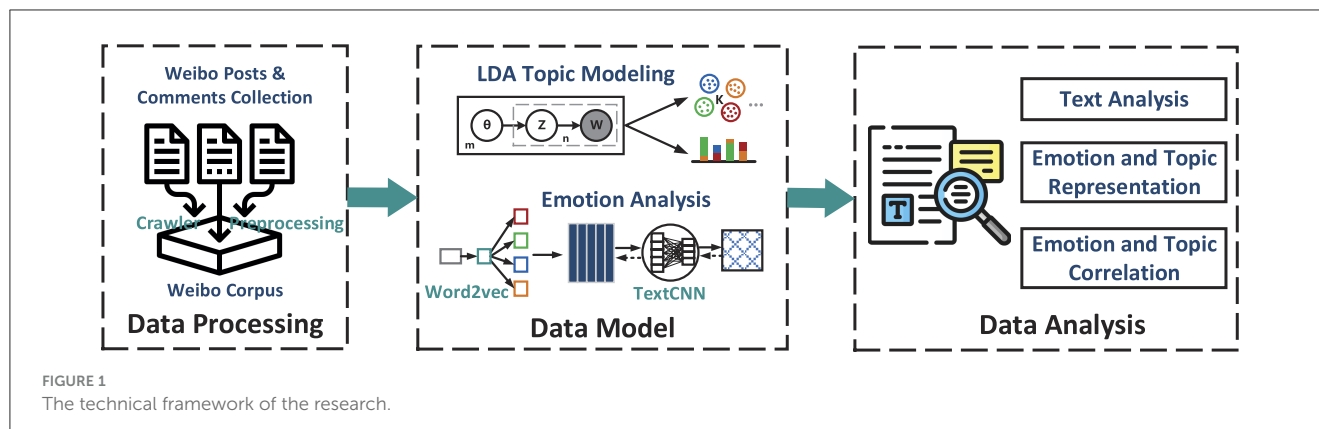 Weibo Posts &
Comments Collection
Crawler Preprocessing
Weibo Corpus
Data Processing
LDA Topic Modeling
θ Z W
m n
K
...
Emotion Analysis
Word2vec
TextCNN
Data Model
T
Text Analysis
Emotion and Topic
Representation
Emotion and Topic
Correlation
Data Analysis
FIGURE 1
The technical framework of the research.